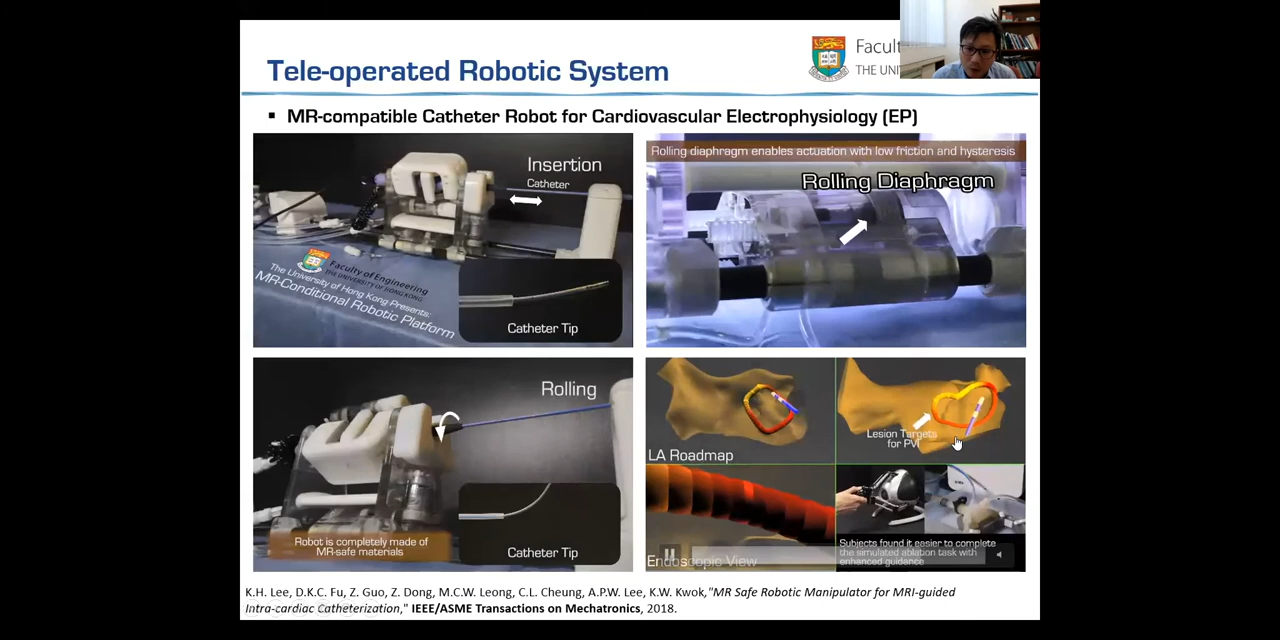 Tele-operated Robotic System
THE UNI
▪ MR-compatible Catheter Robot for Cardiovascular Electrophysiology (EP)
Insertion
Catheter
Faculty of Engineering
THE UNIVERSITY OF HONG KONG
The University of Hong Kong Presents:
MR-Conditional Robotic Platform
Catheter Tip
Rolling diaphragm enables actuation with low friction and hysteresis
Rolling Diaphragm
Rolling
Robot is completely made of
MR-safe materials
Catheter Tip
LA Roadmap
Lesion Targets
for PVI
Endoscopic View
Subjects found it easier to complete
the simulated ablation task with
enhanced guidance
K.H. Lee, D.K.C. Fu, Z. Guo, Z. Dong, M.C.W. Leong, C.L. Cheung, A.P.W. Lee, K.W. Kwok,"MR Safe Robotic Manipulator for MRI-guided
Intra-cardiac Catheterization," IEEE/ASME Transactions on Mechatronics, 2018.